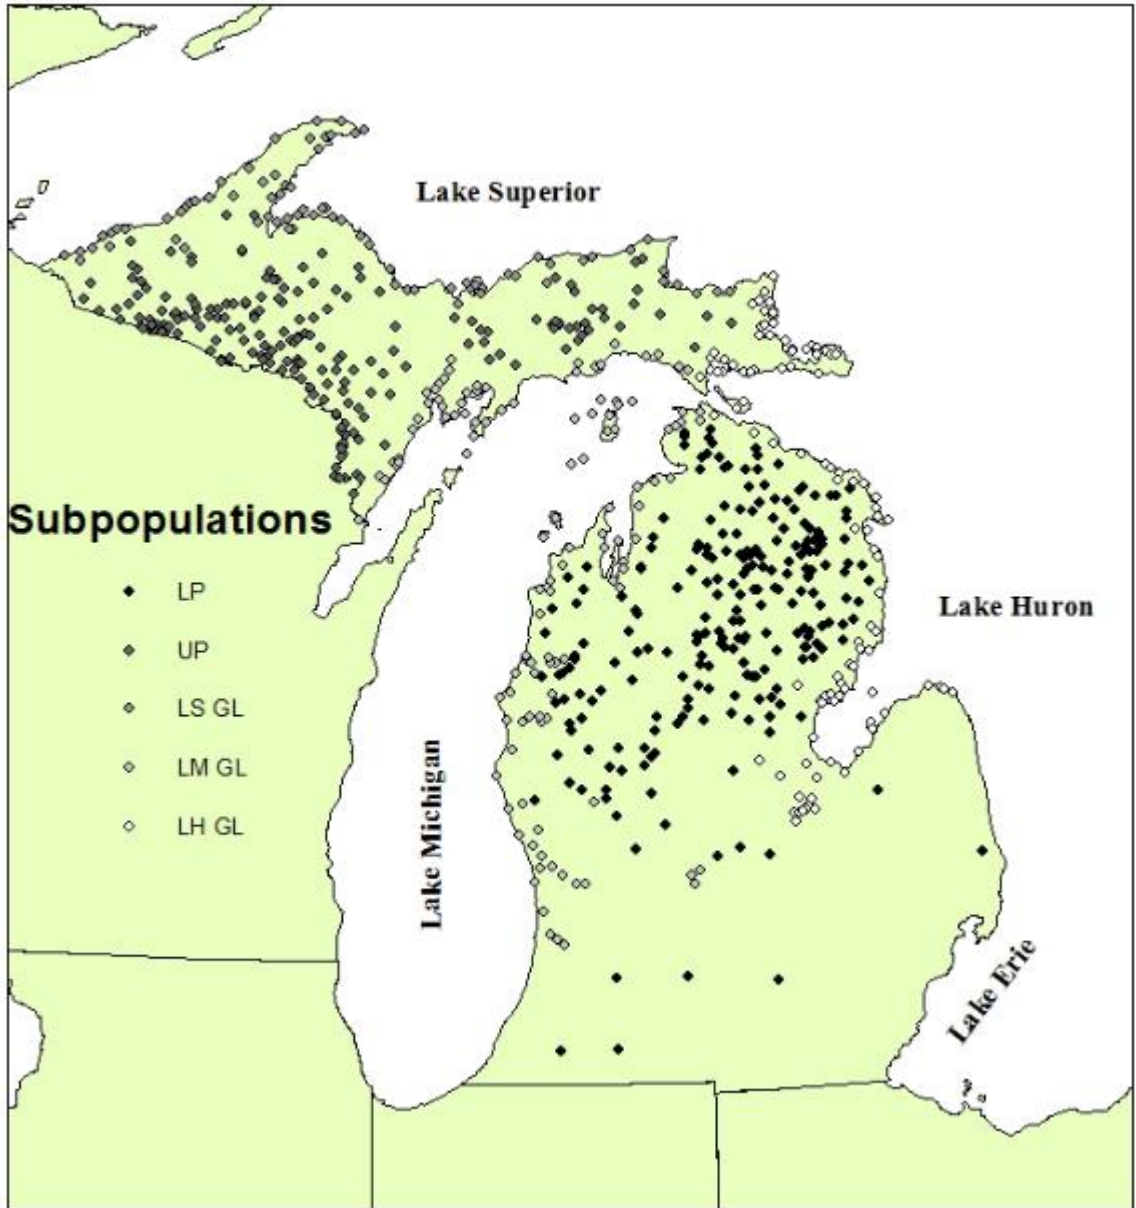 Lake Superior
Subpopulations
LP
UP
LS GL
LM GL
LH GL
Lake Huron
Lake Michigan
Lake Erie